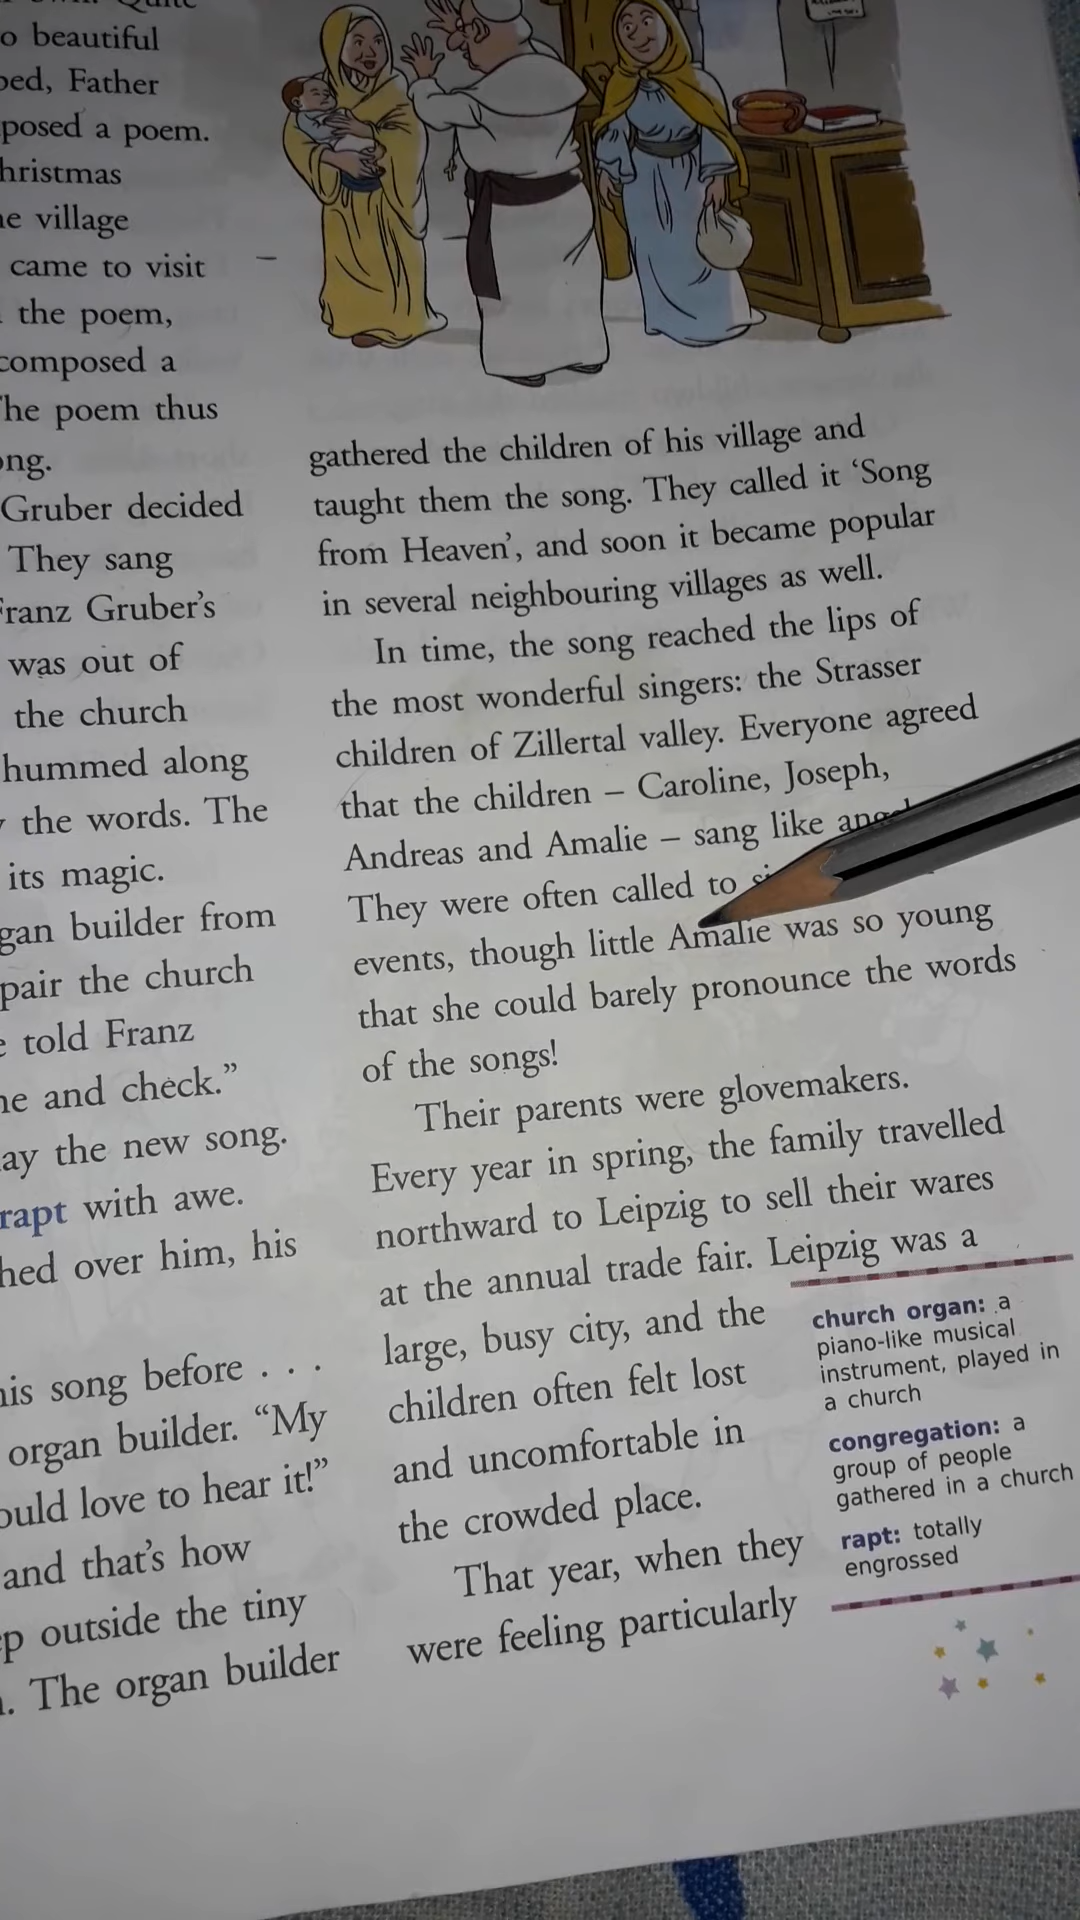 o beautiful
Father
posed a poem.
hristmas
village
came to visit
the poem,
composed a
he poem thus
Gruber decided
They sang
Franz Gruber's
was out of
the church
hummed along
the words. The
its magic.
gan builder from
pair the church
told Franz
and check.”
ay the new song.
rapt with awe.
hed over him, his
his song before . . .
organ builder. “My
ould love to hear it!”
and that's how
outside the tiny
The organ builder
gathered the children of his village and
taught them the song. They called it ‘Song
from Heaven’, and soon it became popular
in several neighbouring villages as well.
In time, the song reached the lips of
the most wonderful singers: the Strasser
children of Zillertal valley. Everyone agreed
that the children – Caroline, Joseph,
Andreas and Amalie – sang like
They were often called to
events, though little Amalie was so young
that she could barely pronounce the words
of the songs!
Their parents were glovemakers.
Every year in spring, the family travelled
northward to Leipzig to sell their wares
at the annual trade fair. Leipzig was a
large, busy city, and the
children often felt lost
and uncomfortable in
the crowded place.
That year, when they
were feeling particularly
church organ: a
piano-like musical
instrument, played in
a church
congregation: a
group of people
gathered in a church
rapt: totally
engrossed